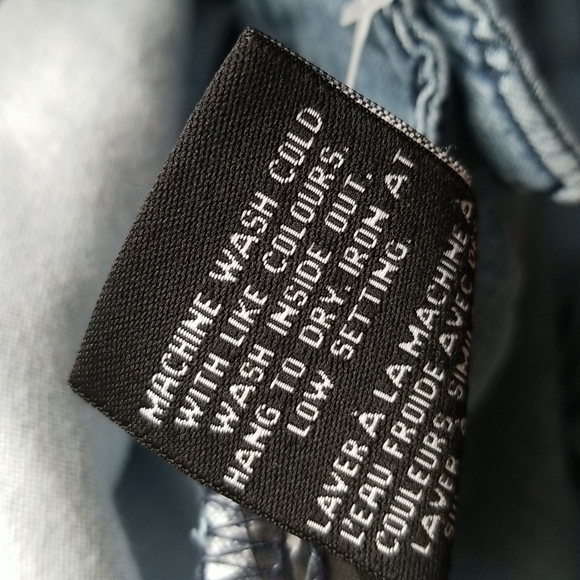 MACHINE WASH COLD
WITH LIKE COLOURS.
WASH INSIDE OUT.
HANG TO DRY. IRON AT
LOW SETTING.
LAVER À LA MACHINE À
L'EAU FROIDE AVEC
COULEURS
LAVER